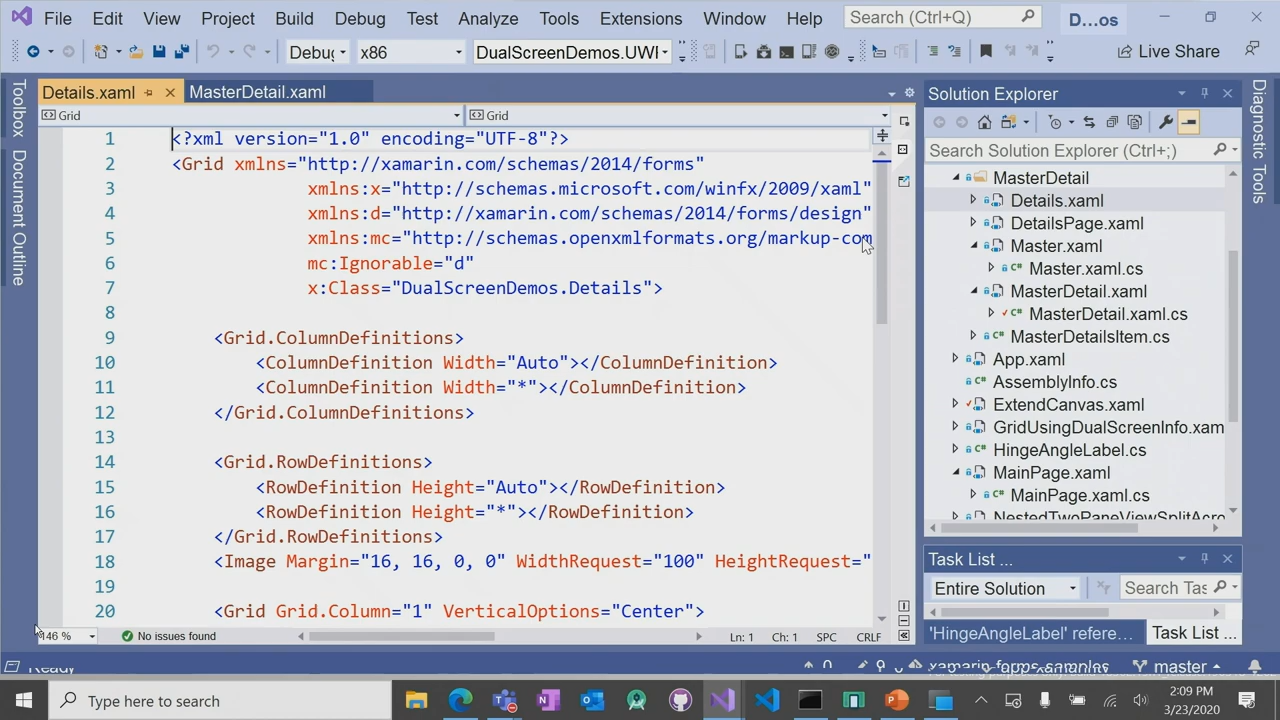 File Edit View Project Build Debug Test Analyze Tools Extensions Window Help Search (Ctrl+Q) D...os
Debug x86 DualScreenDemos.UWI Live Share
Toolbox
Document Outline
Details.xaml MasterDetail.xaml
Grid Grid
1 <?xml version="1.0" encoding="UTF-8"?>
2 <Grid xmlns="http://xamarin.com/schemas/2014/forms"
3 xmlns:x="http://schemas.microsoft.com/winfx/2009/xaml"
4 xmlns:d="http://xamarin.com/schemas/2014/forms/design"
5 xmlns:mc="http://schemas.openxmlformats.org/markup-com
6 mc:Ignorable="d"
7 x:Class="DualScreenDemos.Details">
8
9 <Grid.ColumnDefinitions>
10 <ColumnDefinition Width="Auto"></ColumnDefinition>
11 <ColumnDefinition Width="*"></ColumnDefinition>
12 </Grid.ColumnDefinitions>
13
14 <Grid.RowDefinitions>
15 <RowDefinition Height="Auto"></RowDefinition>
16 <RowDefinition Height="*"></RowDefinition>
17 </Grid.RowDefinitions>
18 <Image Margin="16, 16, 0, 0" WidthRequest="100" HeightRequest="
19
20 <Grid Grid.Column="1" VerticalOptions="Center">
146 % No issues found Ln: 1 Ch: 1 SPC CRLF
Solution Explorer
Search Solution Explorer (Ctrl+;)
MasterDetail
Details.xaml
DetailsPage.xaml
Master.xaml
Master.xaml.cs
MasterDetail.xaml
MasterDetail.xaml.cs
MasterDetailsItem.cs
App.xaml
AssemblyInfo.cs
ExtendCanvas.xaml
GridUsingDualScreenInfo.xam
HingeAngleLabel.cs
MainPage.xaml
MainPage.xaml.cs
NestedTwoPaneViewSplitAcro
Task List ...
Entire Solution Search Tas
'HingeAngleLabel' refere... Task List ...
Diagnostic Tools
Settings
Ready 0 9 xamarin.forms.samples master
Type here to search
2:09 PM
3/23/2020